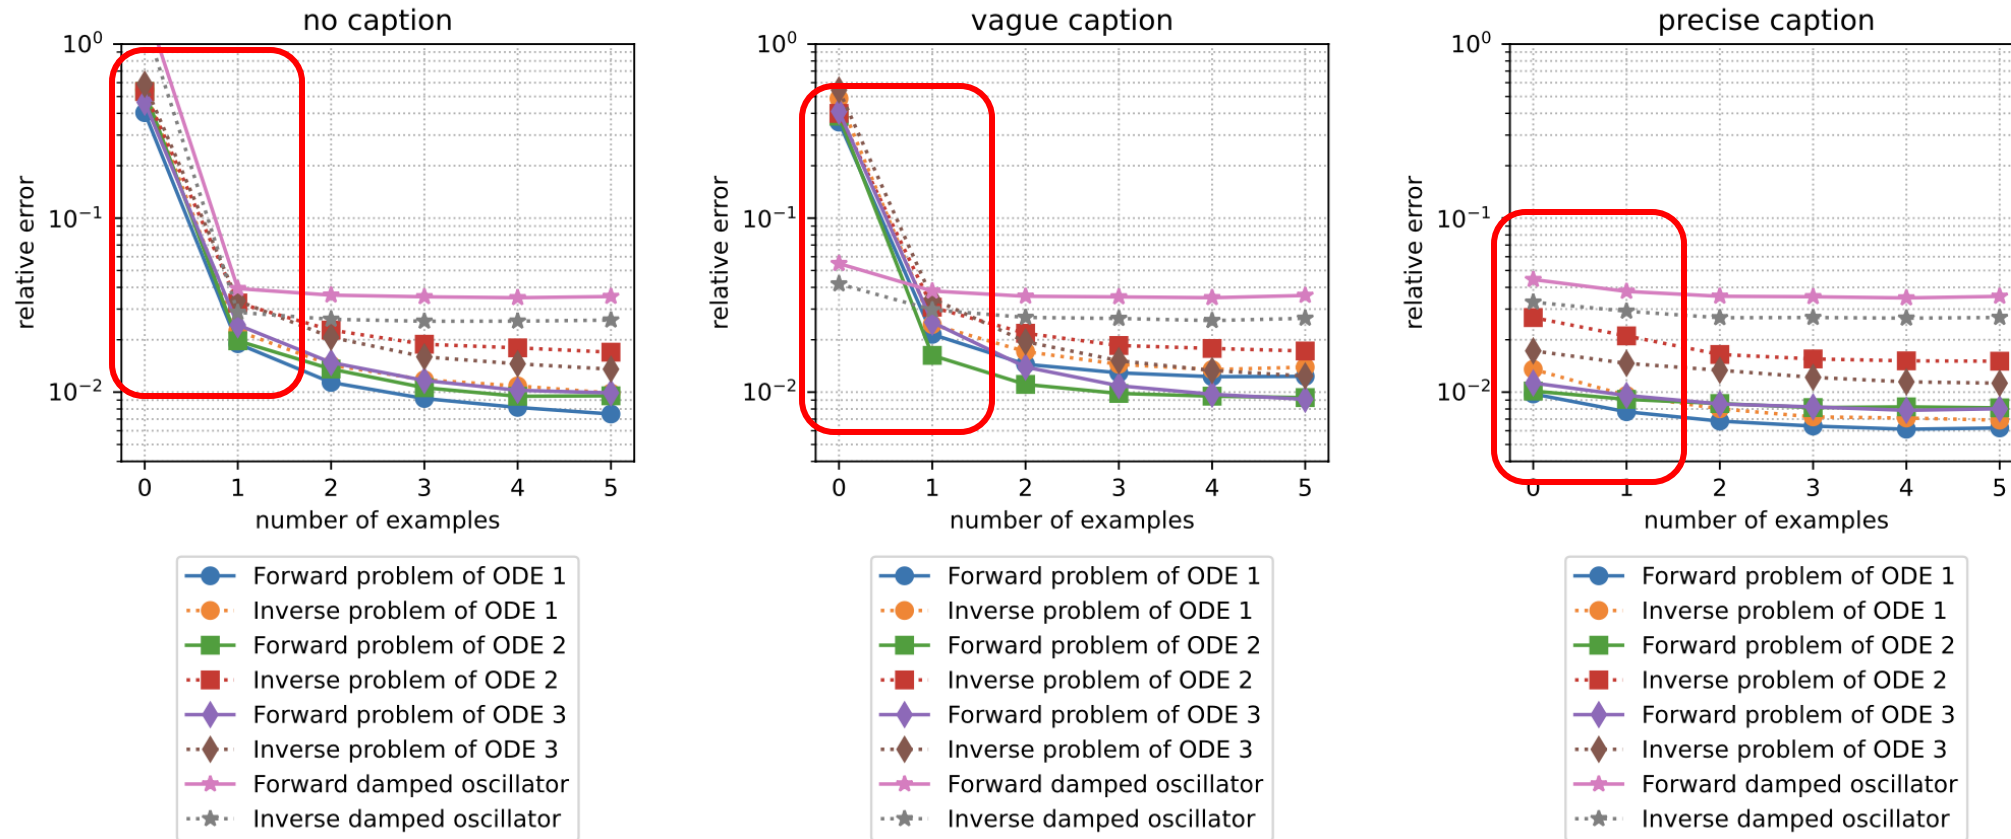 no caption
10⁰
10⁻¹
10⁻²
relative error
0 1 2 3 4 5
number of examples
Forward problem of ODE 1
Inverse problem of ODE 1
Forward problem of ODE 2
Inverse problem of ODE 2
Forward problem of ODE 3
Inverse problem of ODE 3
Forward damped oscillator
Inverse damped oscillator
vague caption
10⁰
10⁻¹
10⁻²
relative error
0 1 2 3 4 5
number of examples
Forward problem of ODE 1
Inverse problem of ODE 1
Forward problem of ODE 2
Inverse problem of ODE 2
Forward problem of ODE 3
Inverse problem of ODE 3
Forward damped oscillator
Inverse damped oscillator
precise caption
10⁰
10⁻¹
10⁻²
relative error
0 1 2 3 4 5
number of examples
Forward problem of ODE 1
Inverse problem of ODE 1
Forward problem of ODE 2
Inverse problem of ODE 2
Forward problem of ODE 3
Inverse problem of ODE 3
Forward damped oscillator
Inverse damped oscillator